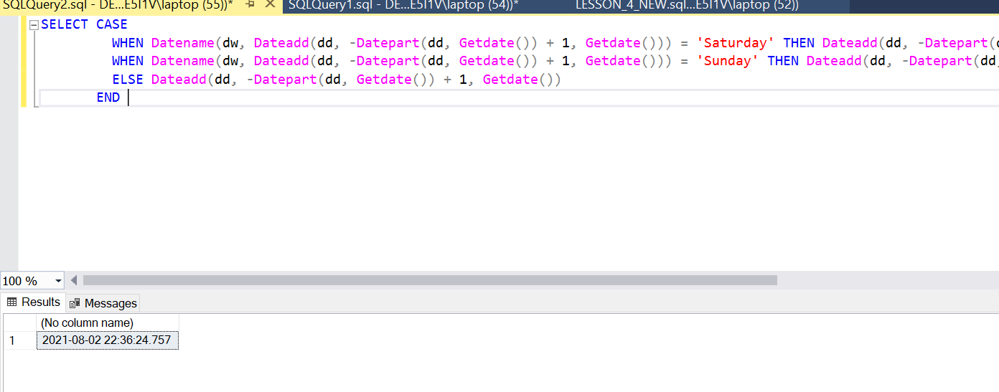 SQLQuery2.sql - DE...E5I1V\laptop (55))*
SQLQuery1.sql - DE...E5I1V\laptop (54))*
LESSON_4_NEW.sql...E5I1V\laptop (52))
SELECT CASE
WHEN Datename(dw, Dateadd(dd, -Datepart(dd, Getdate()) + 1, Getdate())) = 'Saturday' THEN Dateadd(dd, -Datepart(
WHEN Datename(dw, Dateadd(dd, -Datepart(dd, Getdate()) + 1, Getdate())) = 'Sunday' THEN Dateadd(dd, -Datepart(dd,
ELSE Dateadd(dd, -Datepart(dd, Getdate()) + 1, Getdate())
END
100 %
Results
Messages
(No column name)
1 2021-08-02 22:36:24.757